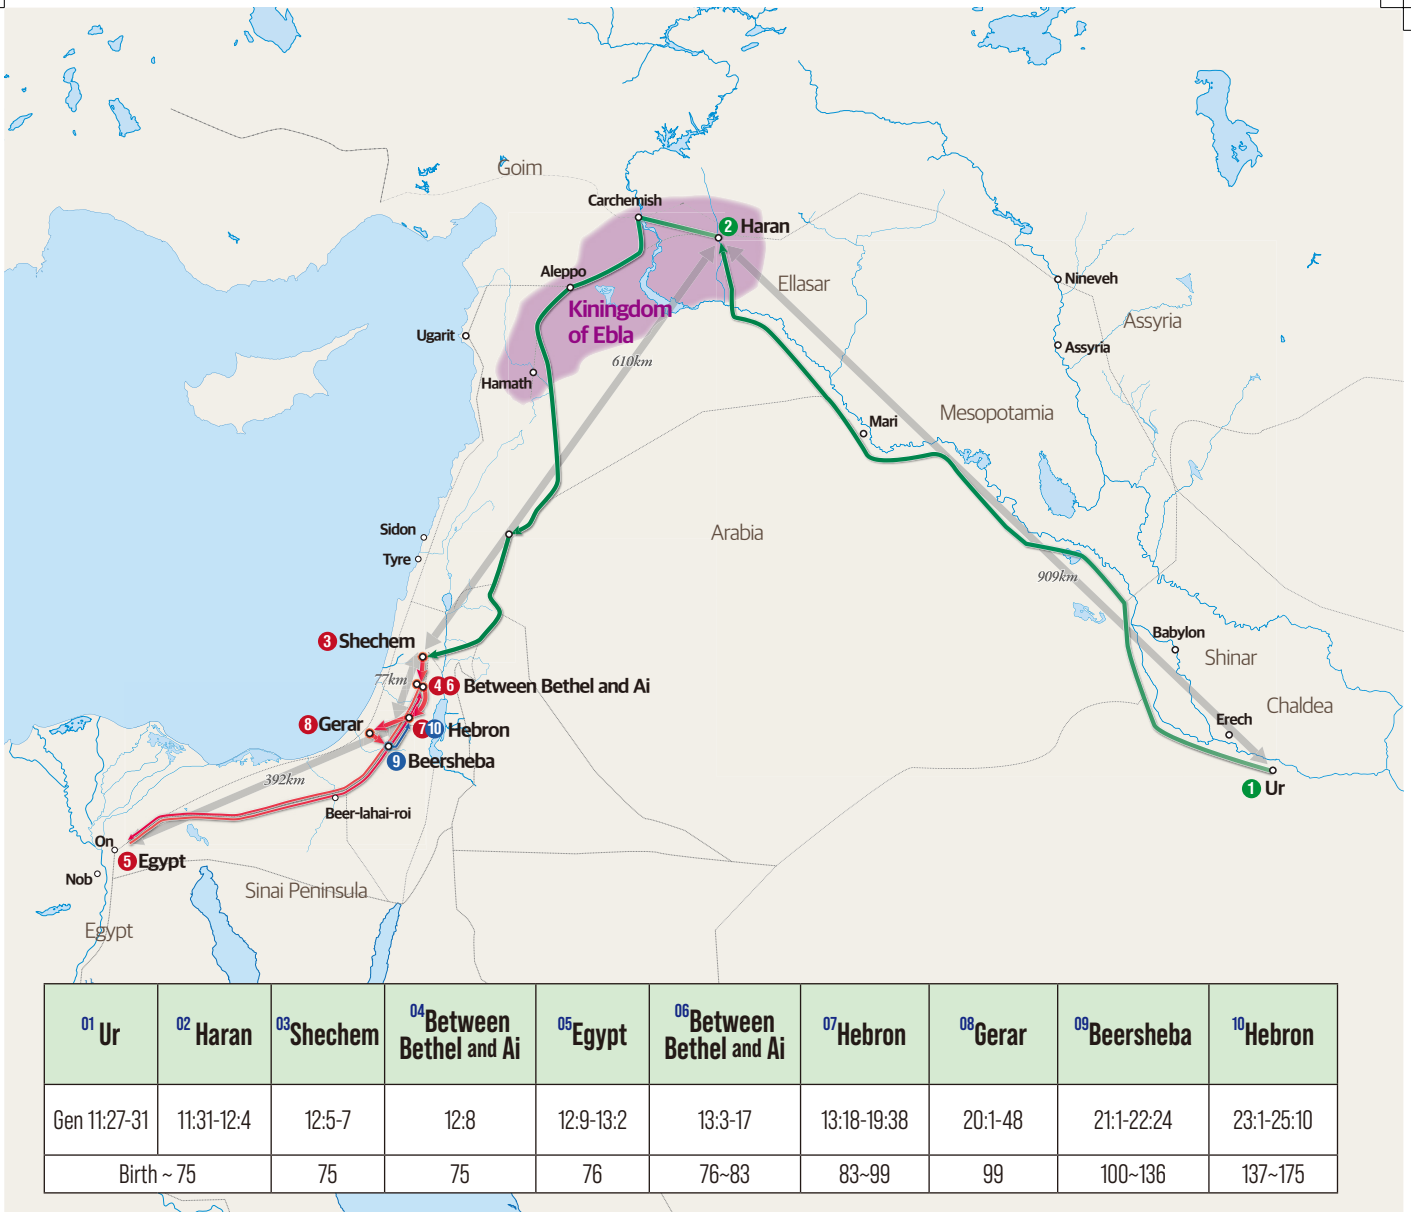 Goim
Carchemish
2 Haran
Aleppo
Ellasar
Nineveh
Kiningdom
of Ebla
Assyria
Ugarit
Assyria
610km
Hamath
Mesopotamia
Mari
Sidon
Arabia
Tyre
909km
Babylon
3 Shechem
Shinar
77km
4 6 Between Bethel and Ai
Chaldea
8 Gerar
Erech
7 10 Hebron
9 Beersheba
392km
1 Ur
Beer-lahai-roi
On
5 Egypt
Nob
Sinai Peninsula
Egypt
01 Ur
02 Haran
03 Shechem
04 Between
Bethel and Ai
05 Egypt
06 Between
Bethel and Ai
07 Hebron
08 Gerar
09 Beersheba
10 Hebron
Gen 11:27-31
11:31-12:4
12:5-7
12:8
12:9-13:2
13:3-17
13:18-19:38
20:1-48
21:1-22:24
23:1-25:10
Birth ~ 75
75
75
76
76~83
83~99
99
100~136
137~175